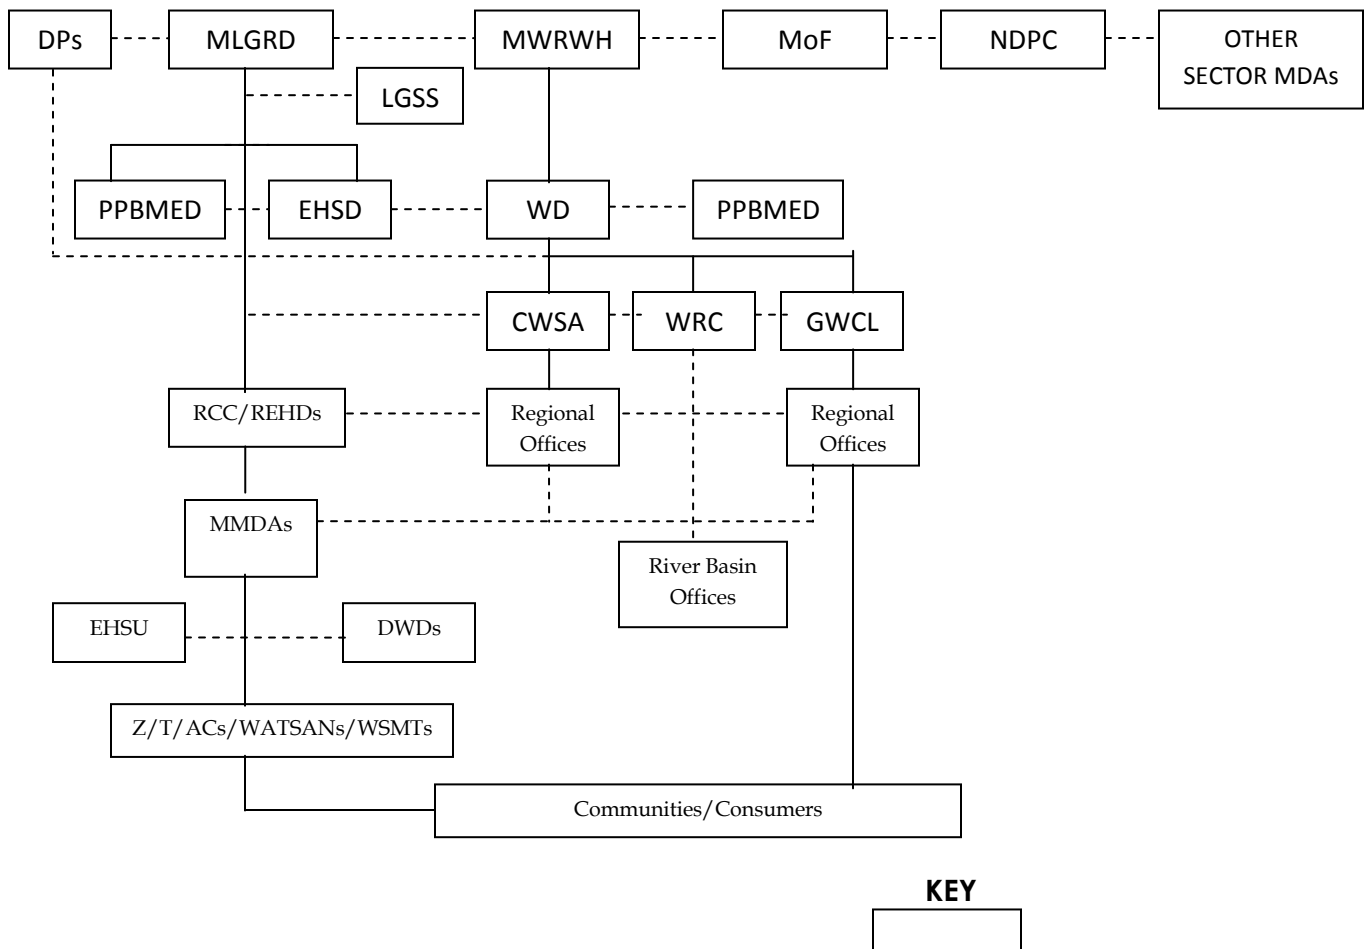 DPs
MLGRD
MWRWH
MoF
NDPC
OTHER
SECTOR MDAs
LGSS
PPBMED
EHSD
WD
PPBMED
CWSA
WRC
GWCL
RCC/REHDs
Regional
Offices
Regional
Offices
MMDAs
River Basin
Offices
EHSU
DWDs
Z/T/ACs/WATSANs/WSMTs
Communities/Consumers
KEY